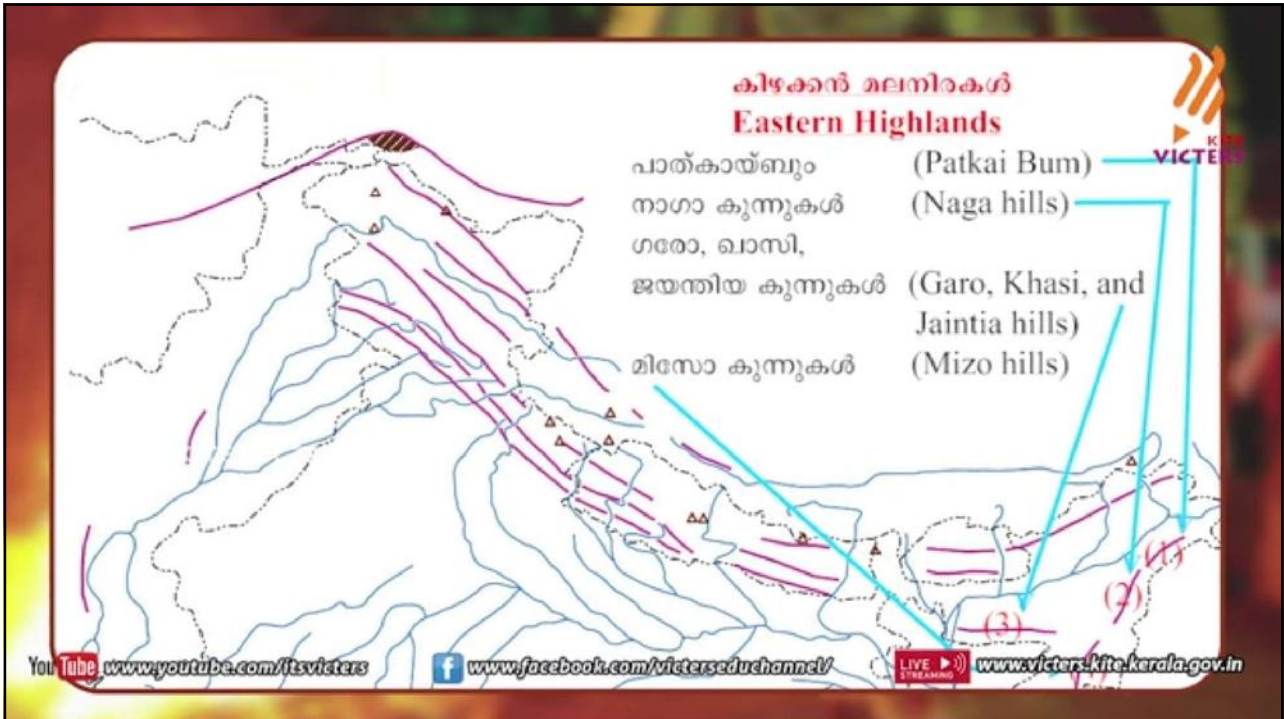 കിഴക്കൻ മലനിരകൾ
Eastern Highlands
KITE
VICTERS
പാത്കായ്ബും (Patkai Bum)
നാഗാ കുന്നുകൾ (Naga hills)
ഗരോ, ഖാസി,
ജയന്തിയ കുന്നുകൾ (Garo, Khasi, and
Jaintia hills)
മിസോ കുന്നുകൾ (Mizo hills)
(1)
(2)
(3)
YouTube www.youtube.com/itsvicters f www.facebook.com/victerseduchannel/ LIVE STREAMING www.victers.kite.kerala.gov.in